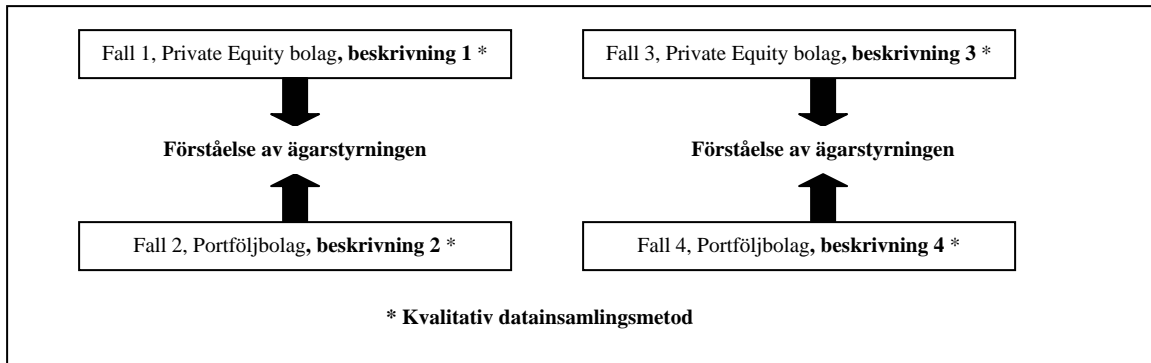 Fall 1, Private Equity bolag, beskrivning 1 *
Fall 3, Private Equity bolag, beskrivning 3 *
Förståelse av ägarstyrningen
Förståelse av ägarstyrningen
Fall 2, Portföljbolag, beskrivning 2 *
Fall 4, Portföljbolag, beskrivning 4 *
* Kvalitativ datainsamlingsmetod